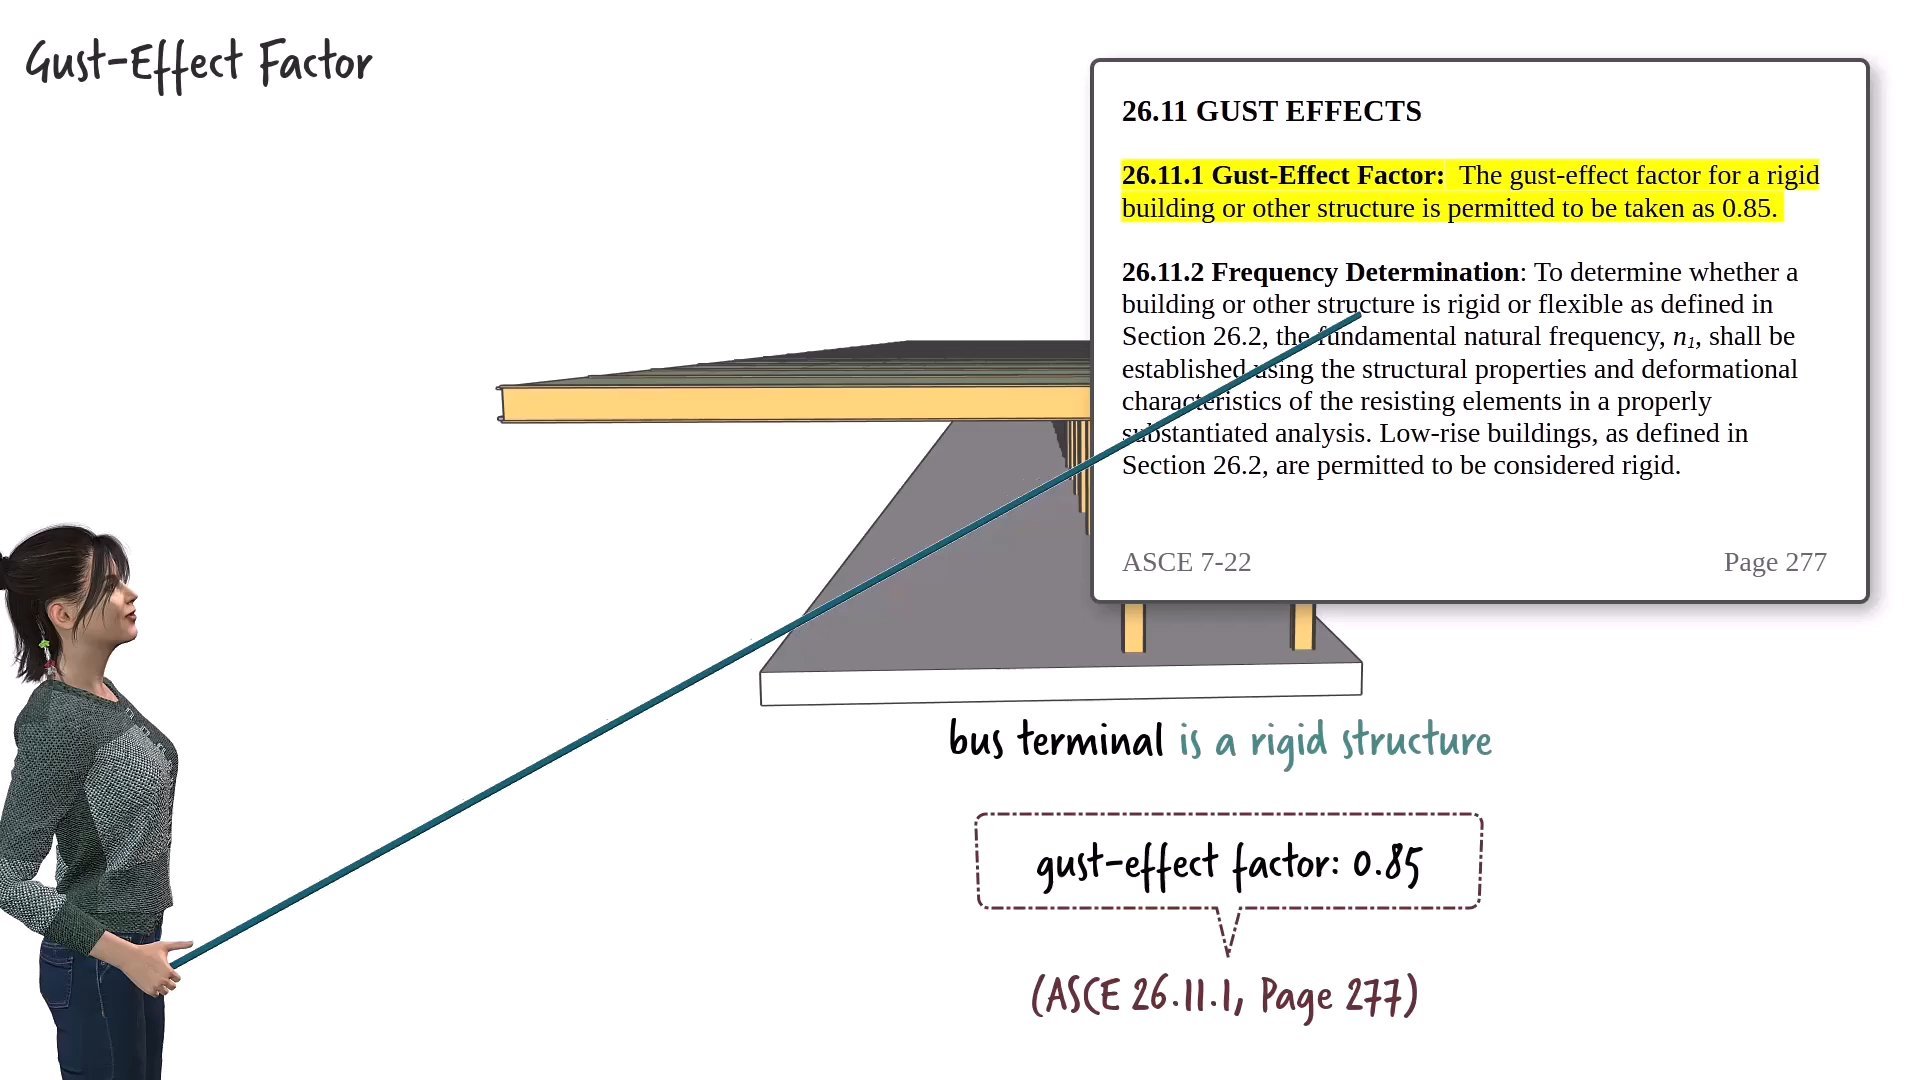 Gust-Effect Factor
26.11 GUST EFFECTS
26.11.1 Gust-Effect Factor: The gust-effect factor for a rigid
building or other structure is permitted to be taken as 0.85.
26.11.2 Frequency Determination: To determine whether a
building or other structure is rigid or flexible as defined in
Section 26.2, the fundamental natural frequency, n1, shall be
established using the structural properties and deformational
characteristics of the resisting elements in a properly
substantiated analysis. Low-rise buildings, as defined in
Section 26.2, are permitted to be considered rigid.
ASCE 7-22 Page 277
bus terminal is a rigid structure
gust-effect factor: 0.85
(ASCE 26.11.1, Page 277)